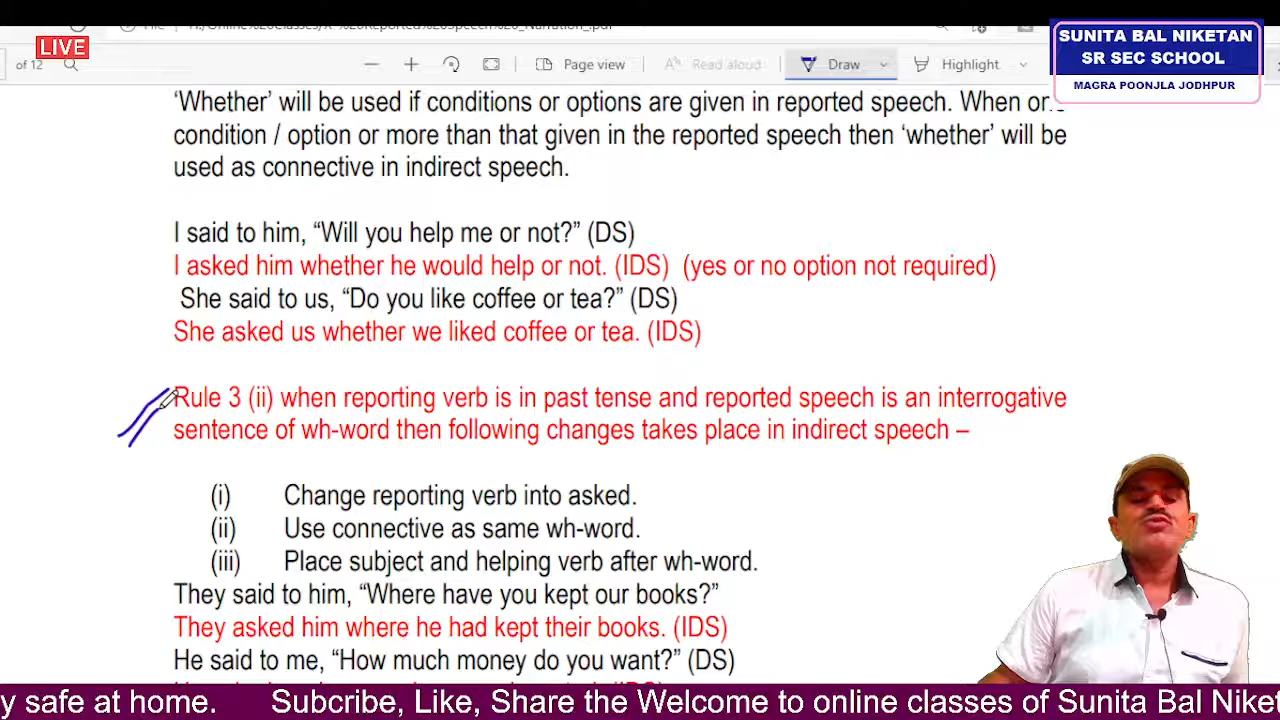 LIVE
SUNITA BAL NIKETAN
SR SEC SCHOOL
MAGRA POONJLA JODHPUR
of 12
Page view
Read aloud
Draw
Highlight
‘Whether’ will be used if conditions or options are given in reported speech. When one
condition / option or more than that given in the reported speech then ‘whether’ will be
used as connective in indirect speech.
I said to him, “Will you help me or not?” (DS)
I asked him whether he would help or not. (IDS) (yes or no option not required)
She said to us, “Do you like coffee or tea?” (DS)
She asked us whether we liked coffee or tea. (IDS)
Rule 3 (ii) when reporting verb is in past tense and reported speech is an interrogative
sentence of wh-word then following changes takes place in indirect speech –
(i) Change reporting verb into asked.
(ii) Use connective as same wh-word.
(iii) Place subject and helping verb after wh-word.
They said to him, “Where have you kept our books?”
They asked him where he had kept their books. (IDS)
He said to me, “How much money do you want?” (DS)
y safe at home. Subcribe, Like, Share the Welcome to online classes of Sunita Bal Niket